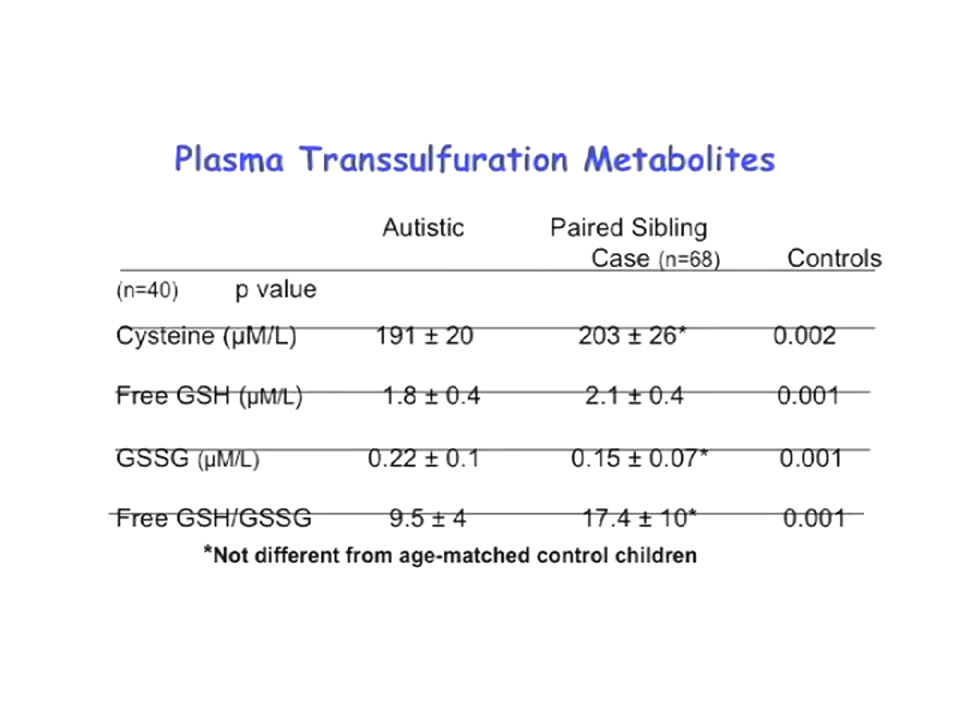 Plasma Transsulfuration Metabolites
Autistic Paired Sibling
Case (n=68) Controls
(n=40) p value
Cysteine (µM/L) 191 ± 20 203 ± 26* 0.002
Free GSH (µM/L) 1.8 ± 0.4 2.1 ± 0.4 0.001
GSSG (µM/L) 0.22 ± 0.1 0.15 ± 0.07* 0.001
Free GSH/GSSG 9.5 ± 4 17.4 ± 10* 0.001
*Not different from age-matched control children